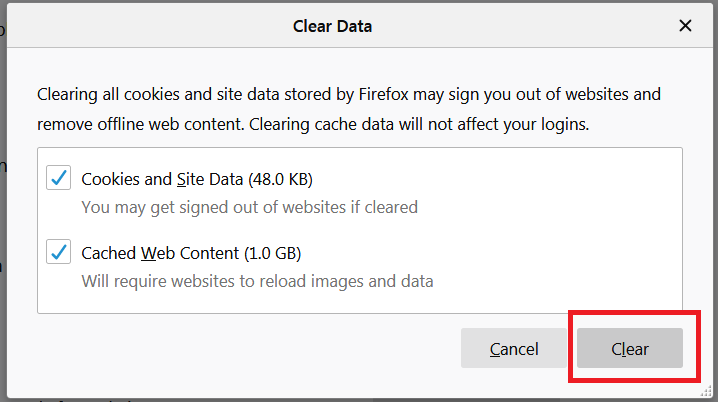 Clear Data
Clearing all cookies and site data stored by Firefox may sign you out of websites and
remove offline web content. Clearing cache data will not affect your logins.
Cookies and Site Data (48.0 KB)
You may get signed out of websites if cleared
Cached Web Content (1.0 GB)
Will require websites to reload images and data
Cancel
Clear